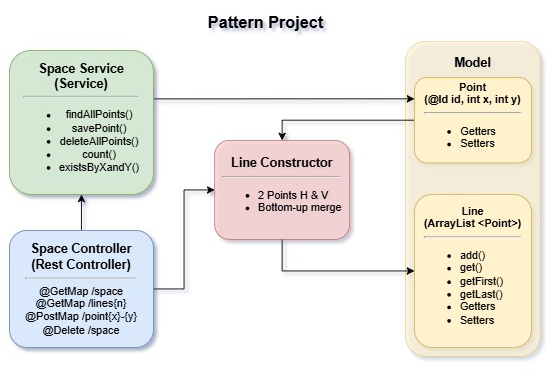 Pattern Project
Space Service
(Service)
• findAllPoints()
• savePoint()
• deleteAllPoints()
• count()
• existsByXandY()
Space Controller
(Rest Controller)
@GetMap /space
@GetMap /lines{n}
@PostMap /point{x}-{y}
@Delete /space
Line Constructor
• 2 Points H & V
• Bottom-up merge
Model
Point
(@Id id, int x, int y)
• Getters
• Setters
Line
(ArrayList <Point>)
• add()
• get()
• getFirst()
• getLast()
• Getters
• Setters